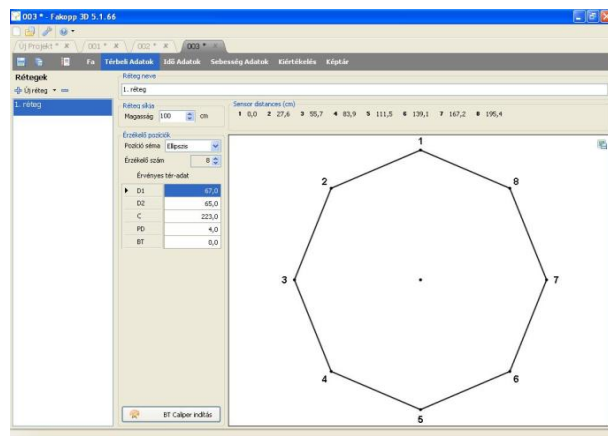 003 * - Fakopp 3D 5.1.66
Új Projekt * × 001 * × 002 * × 003 * ×
Fa Térbeli Adatok Idő Adatok Sebesség Adatok Kiértékelés Képtár
Rétegek
Új réteg
1. réteg
Réteg neve
1. réteg
Réteg síkja
Magasság 100 cm
Sensor distances (cm)
1 0,0 2 27,6 3 55,7 4 83,9 5 111,5 6 139,1 7 167,2 8 195,4
Érzékelő pozíciók
Pozíció séma Ellipszis
Érzékelő szám 8
Érvényes tér-adat
D1 67,0
D2 65,0
C 223,0
PD 4,0
BT 0,0
BT Caliper indítás
1
2
8
3
7
4
6
5